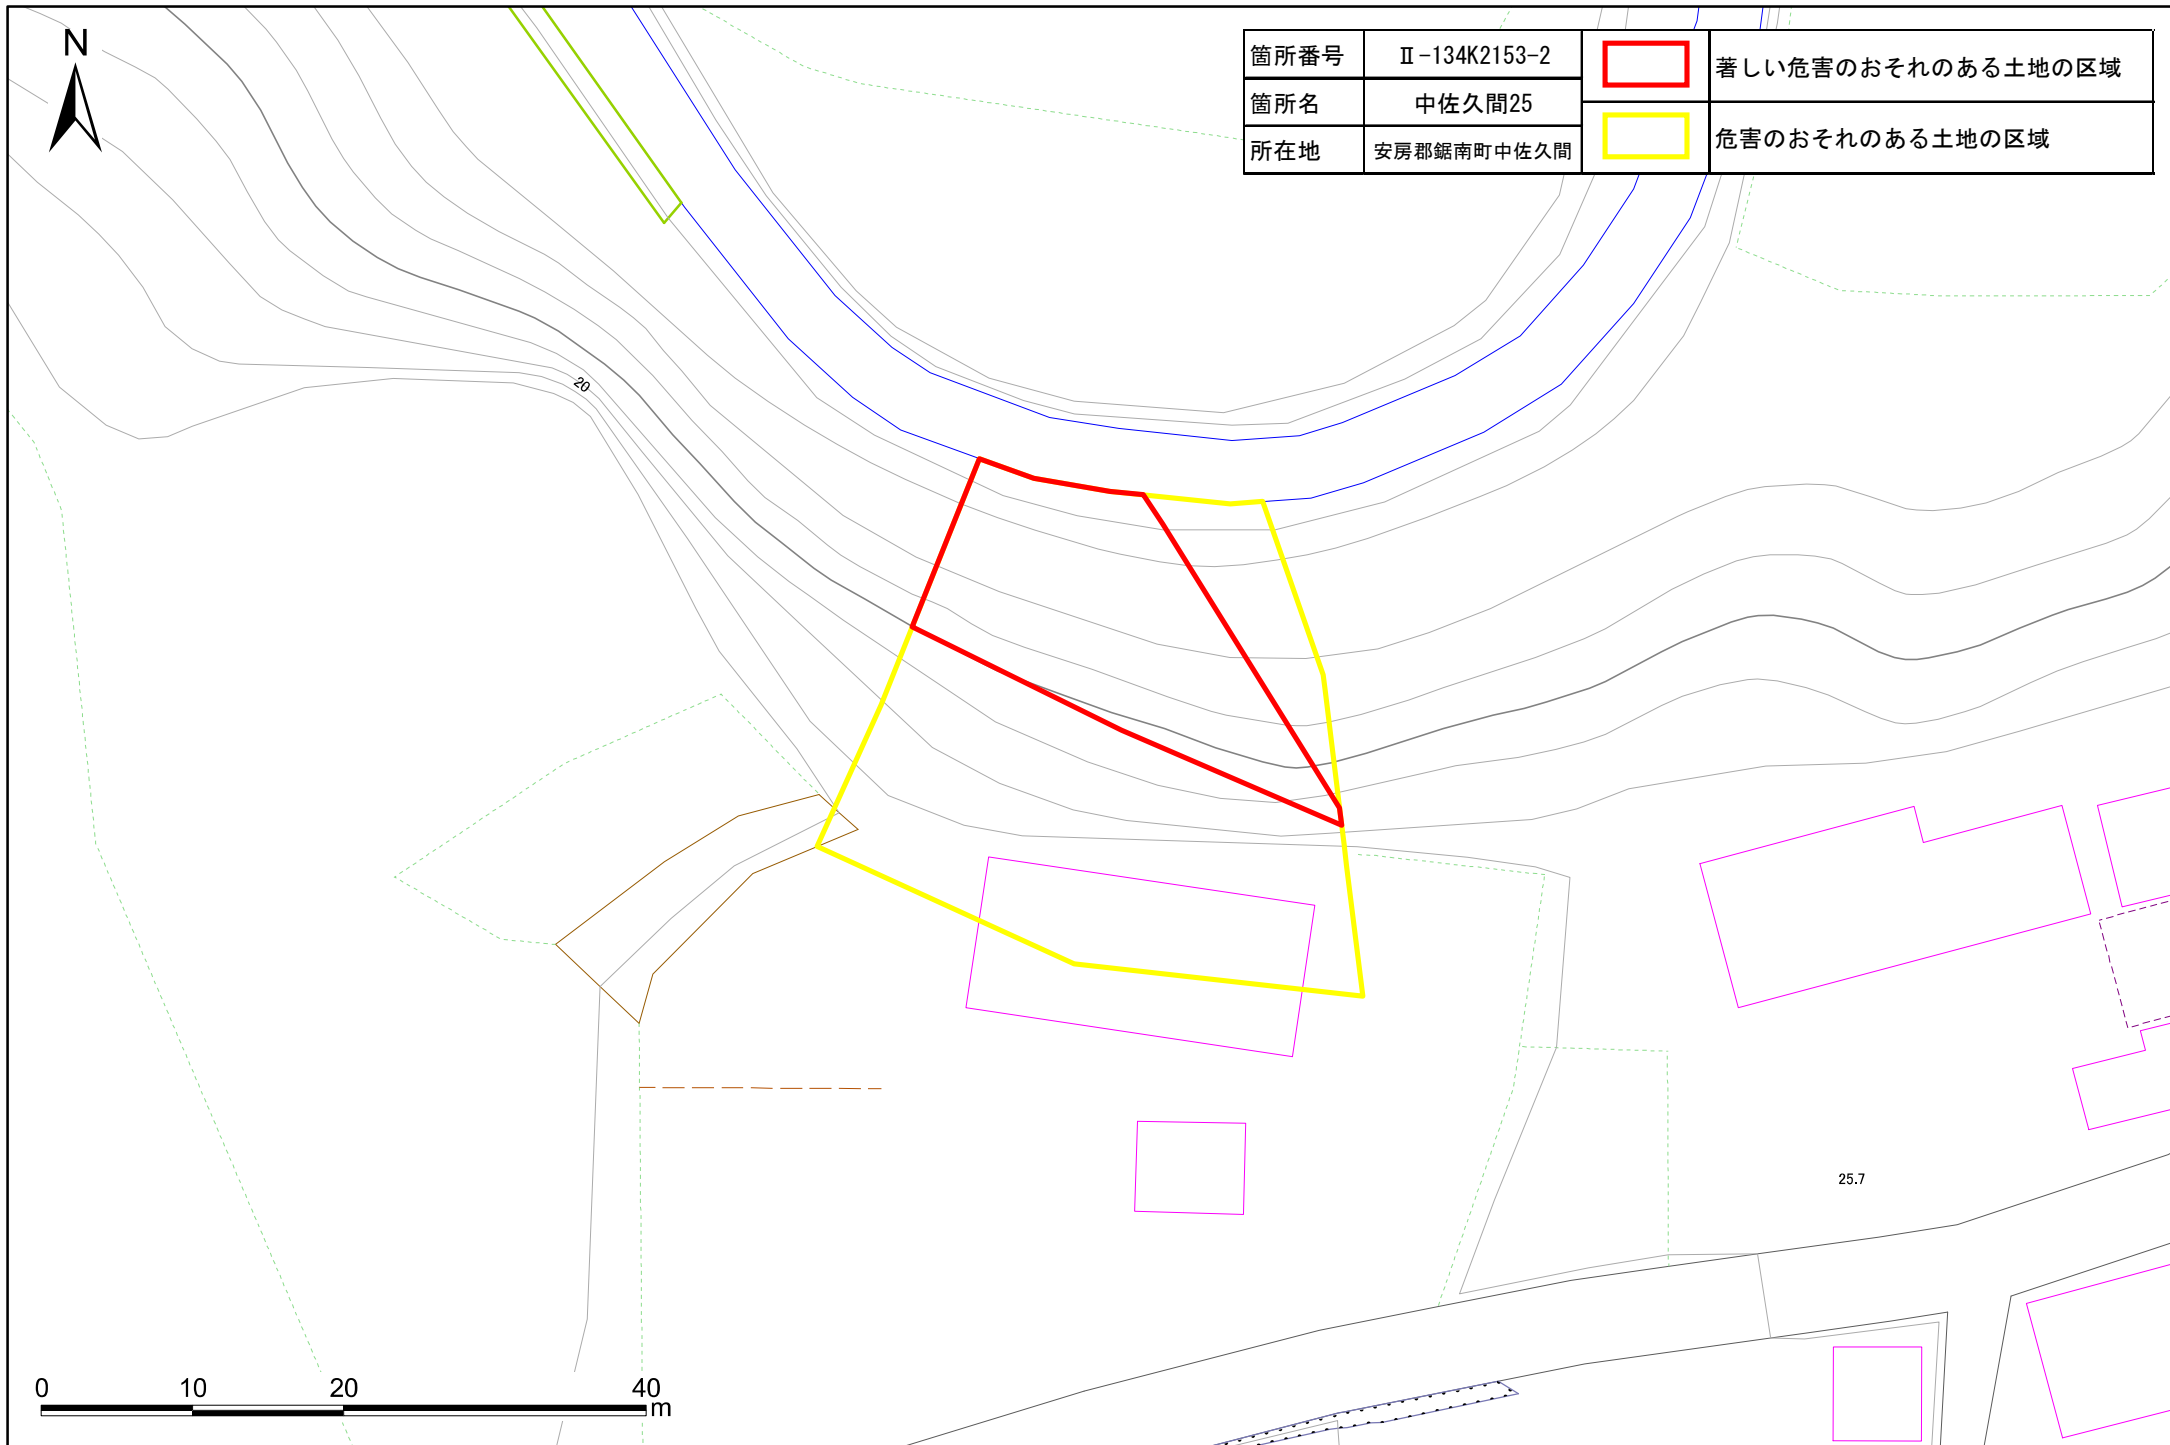 N
箇所番号 Ⅱ-134K2153-2 著しい危害のおそれのある土地の区域
箇所名 中佐久間25
所在地 安房郡鋸南町中佐久間 危害のおそれのある土地の区域
20
25.7
0 10 20 40 m